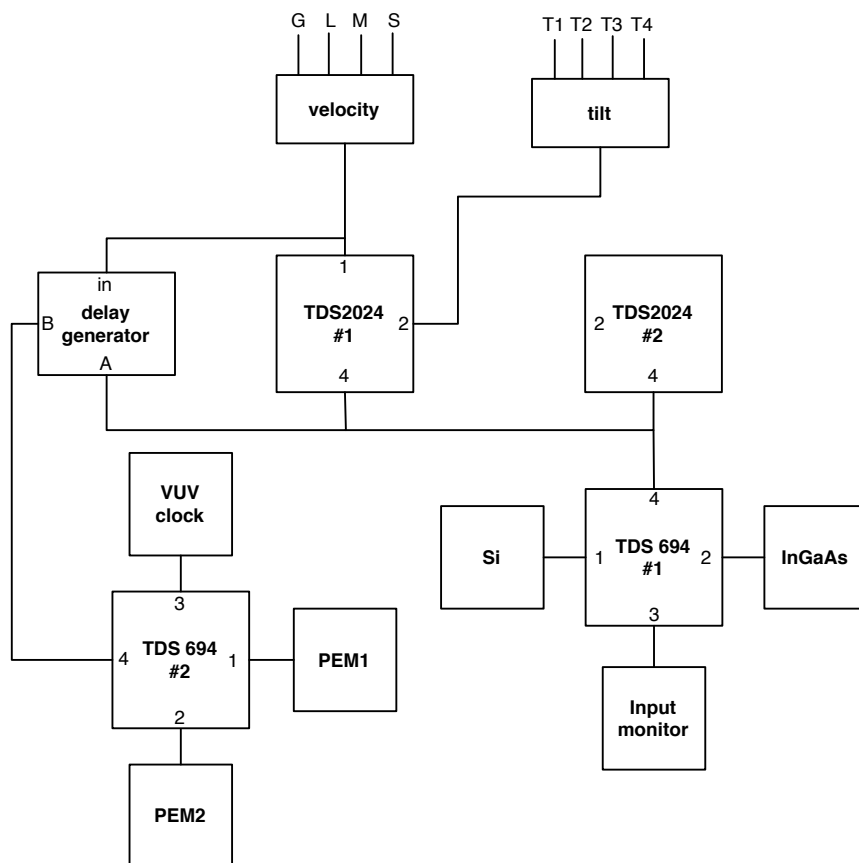 G L M S
T1 T2 T3 T4
velocity
tilt
in
delay
generator
B
A
1
TDS2024
#1
2
4
2
TDS2024
#2
4
VUV
clock
3
4
TDS 694
#2
1
2
PEM1
PEM2
Si
4
1
TDS 694
#1
2
3
InGaAs
Input
monitor